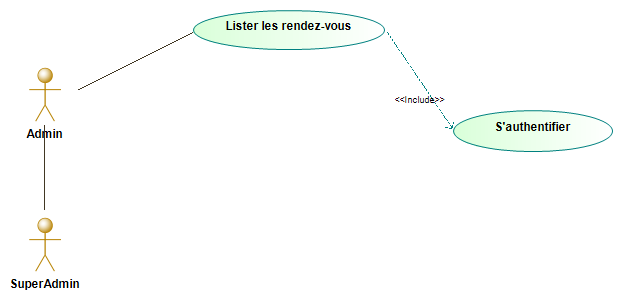 Lister les rendez-vous
<<Include>>
S'authentifier
Admin
SuperAdmin